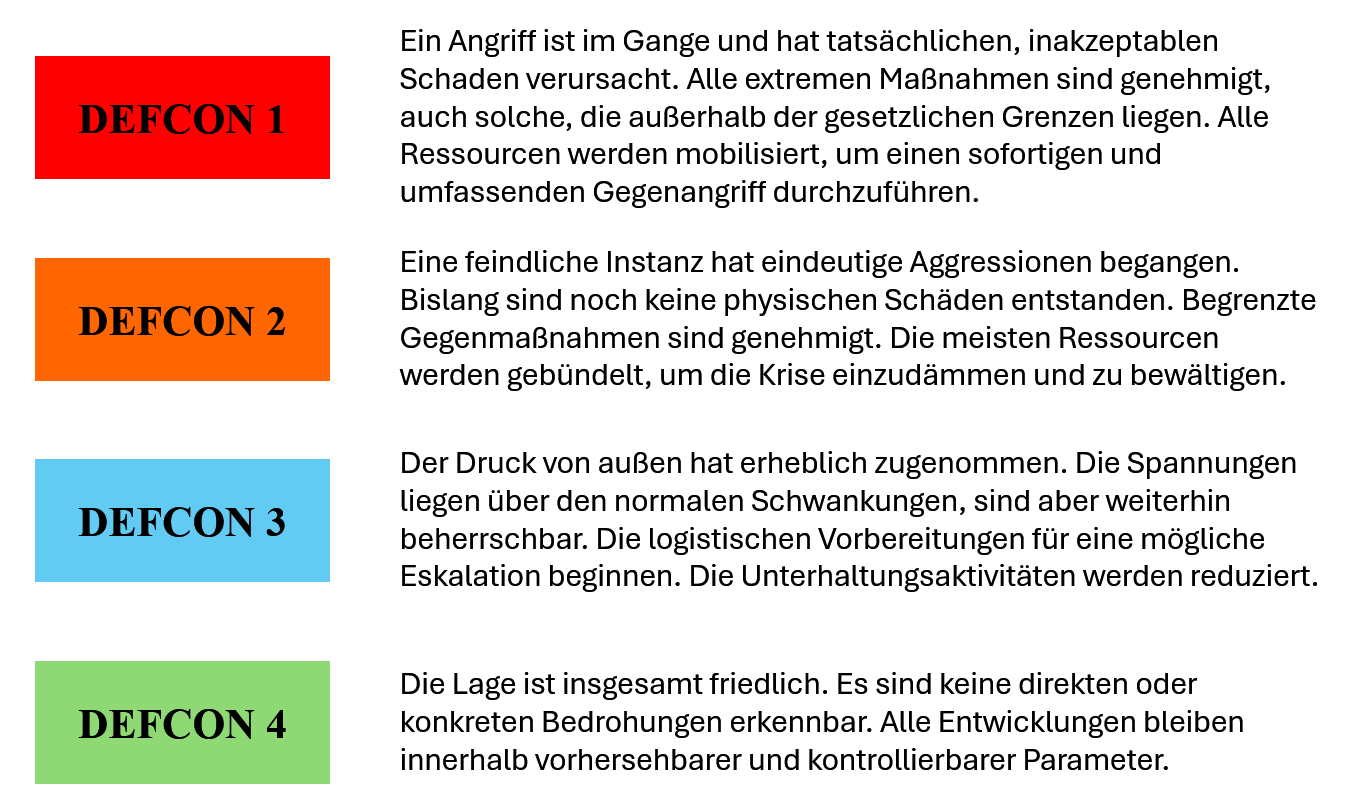 DEFCON 1
Ein Angriff ist im Gange und hat tatsächlichen, inakzeptablen
Schaden verursacht. Alle extremen Maßnahmen sind genehmigt,
auch solche, die außerhalb der gesetzlichen Grenzen liegen. Alle
Ressourcen werden mobilisiert, um einen sofortigen und
umfassenden Gegenangriff durchzuführen.
DEFCON 2
Eine feindliche Instanz hat eindeutige Aggressionen begangen.
Bislang sind noch keine physischen Schäden entstanden. Begrenzte
Gegenmaßnahmen sind genehmigt. Die meisten Ressourcen
werden gebündelt, um die Krise einzudämmen und zu bewältigen.
DEFCON 3
Der Druck von außen hat erheblich zugenommen. Die Spannungen
liegen über den normalen Schwankungen, sind aber weiterhin
beherrschbar. Die logistischen Vorbereitungen für eine mögliche
Eskalation beginnen. Die Unterhaltungsaktivitäten werden reduziert.
DEFCON 4
Die Lage ist insgesamt friedlich. Es sind keine direkten oder
konkreten Bedrohungen erkennbar. Alle Entwicklungen bleiben
innerhalb vorhersehbarer und kontrollierbarer Parameter.